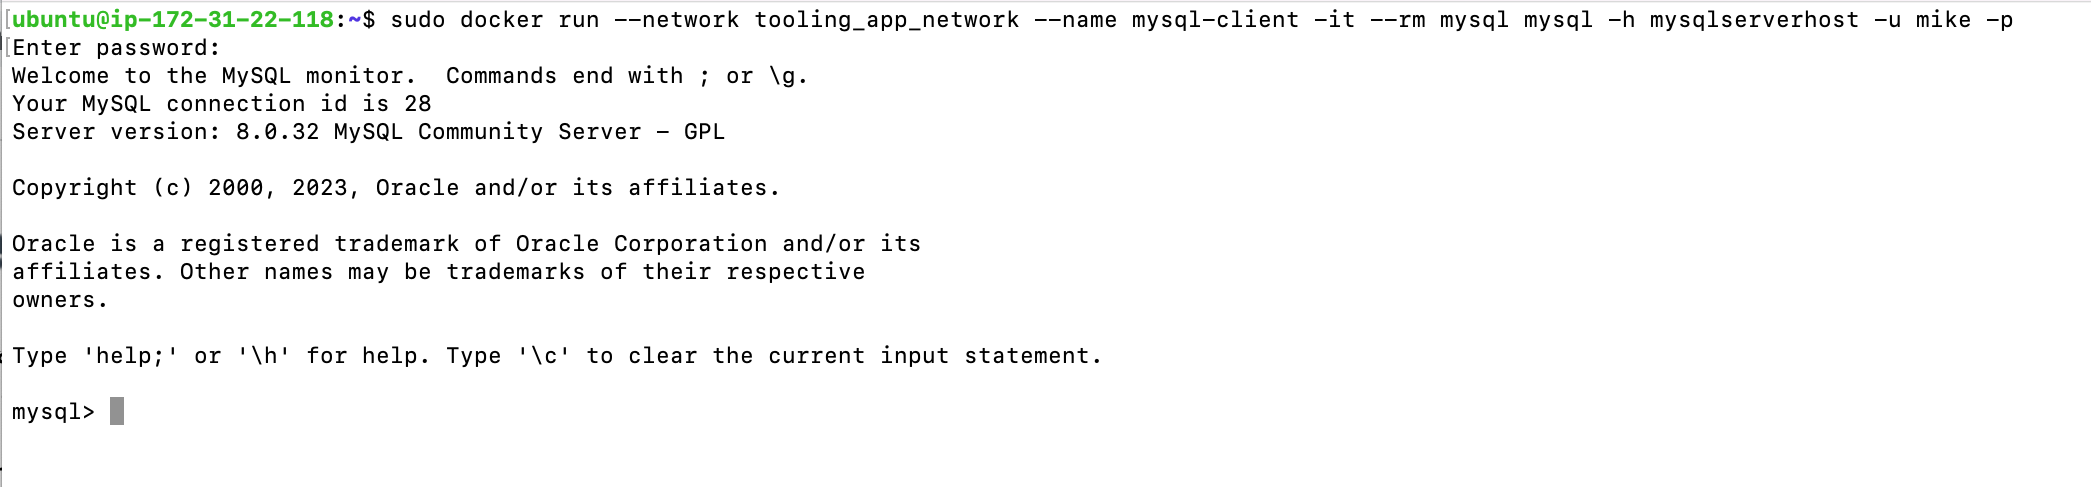 ubuntu@ip-172-31-22-118:~$ sudo docker run --network tooling_app_network --name mysql-client -it --rm mysql mysql -h mysqlserverhost -u mike -p
Enter password:
Welcome to the MySQL monitor.  Commands end with ; or \g.
Your MySQL connection id is 28
Server version: 8.0.32 MySQL Community Server - GPL

Copyright (c) 2000, 2023, Oracle and/or its affiliates.

Oracle is a registered trademark of Oracle Corporation and/or its
affiliates. Other names may be trademarks of their respective
owners.

Type 'help;' or '\h' for help. Type '\c' to clear the current input statement.

mysql>